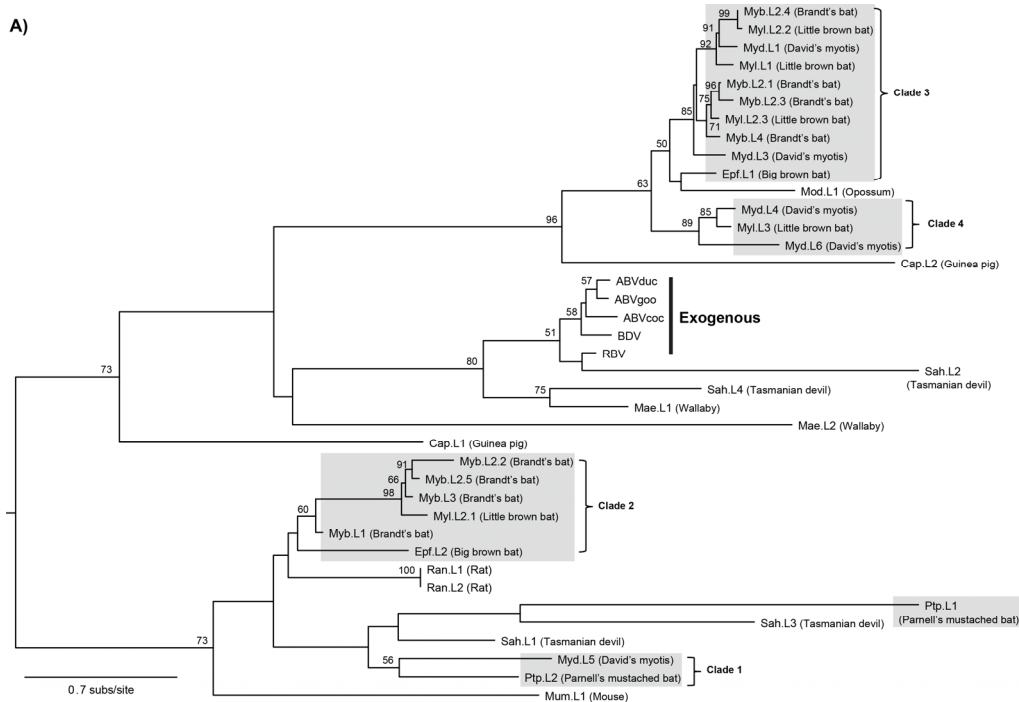 A)
99
Myb.L2.4 (Brandt's bat)
91
Myl.L2.2 (Little brown bat)
92
Myd.L1 (David's myotis)
Myl.L1 (Little brown bat)
96
Myb.L2.1 (Brandt's bat)
Clade 3
75
Myb.L2.3 (Brandt's bat)
85
Myl.L2.3 (Little brown bat)
71
Myb.L4 (Brandt's bat)
50
Myd.L3 (David's myotis)
Epf.L1 (Big brown bat)
63
Mod.L1 (Opossum)
85
Myd.L4 (David's myotis)
96
89
Myl.L3 (Little brown bat)
Clade 4
Myd.L6 (David's myotis)
Cap.L2 (Guinea pig)
57
ABVduc
ABVgoo
58
ABVcoc
Exogenous
51
BDV
RBV
80
Sah.L2
(Tasmanian devil)
73
75
Sah.L4 (Tasmanian devil)
Mae.L1 (Wallaby)
Mae.L2 (Wallaby)
Cap.L1 (Guinea pig)
91
Myb.L2.2 (Brandt's bat)
66
Myb.L2.5 (Brandt's bat)
98
Myb.L3 (Brandt's bat)
Clade 2
60
Myl.L2.1 (Little brown bat)
Myb.L1 (Brandt's bat)
Epf.L2 (Big brown bat)
100
Ran.L1 (Rat)
Ran.L2 (Rat)
Ptp.L1
(Parnell's mustached bat)
Sah.L3 (Tasmanian devil)
73
Sah.L1 (Tasmanian devil)
56
Myd.L5 (David's myotis)
Clade 1
Ptp.L2 (Parnell's mustached bat)
0.7 subs/site
Mum.L1 (Mouse)